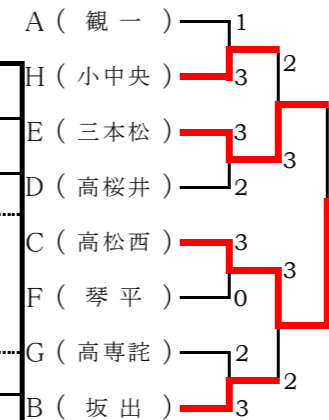 A ( 観 一 ) 1
2
H ( 小中央 ) 3
E ( 三本松 ) 3
3
D ( 高桜井 ) 2
C ( 高松西 ) 3
3
F ( 琴 平 ) 0
G ( 高専詫 ) 2
2
B ( 坂 出 ) 3